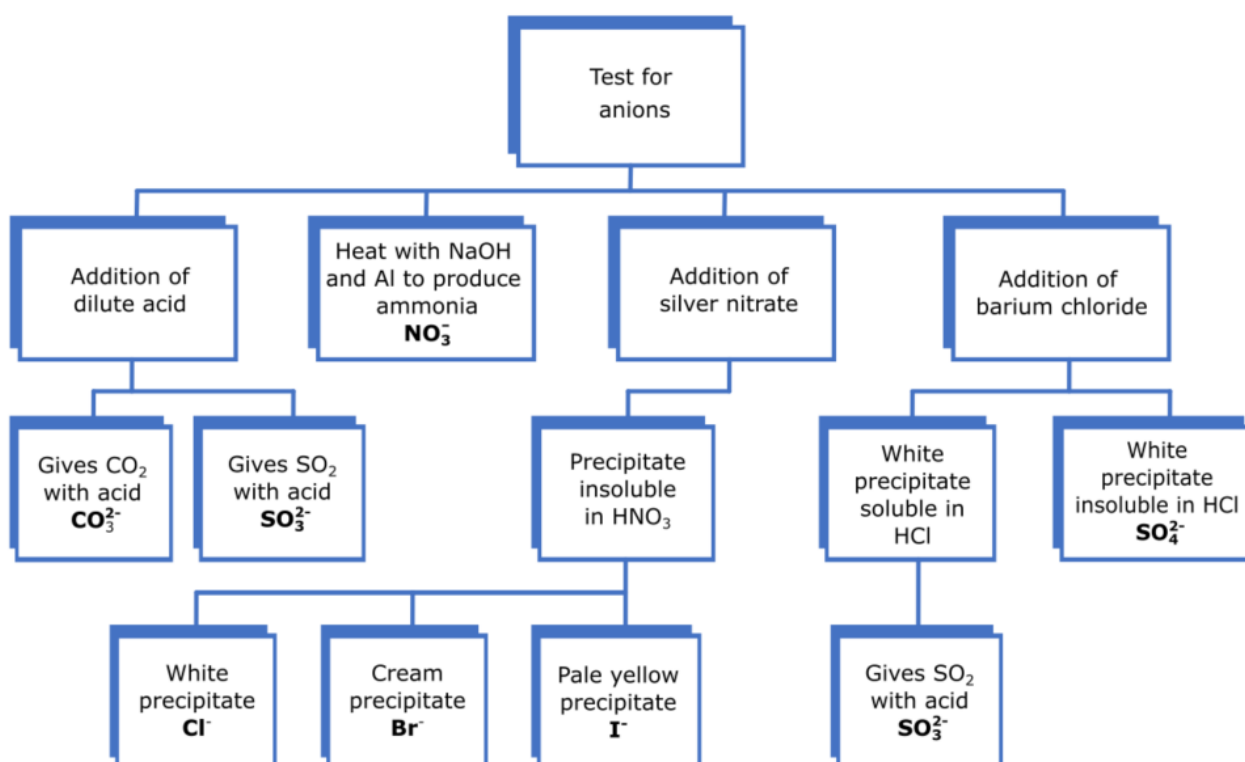 Test for
anions
Addition of
dilute acid
Heat with NaOH
and Al to produce
ammonia
NO₃⁻
Addition of
silver nitrate
Addition of
barium chloride
Gives CO₂
with acid
CO₃²⁻
Gives SO₂
with acid
SO₃²⁻
Precipitate
insoluble
in HNO₃
White
precipitate
soluble in
HCl
White
precipitate
insoluble in HCl
SO₄²⁻
White
precipitate
Cl⁻
Cream
precipitate
Br⁻
Pale yellow
precipitate
I⁻
Gives SO₂
with acid
SO₃²⁻